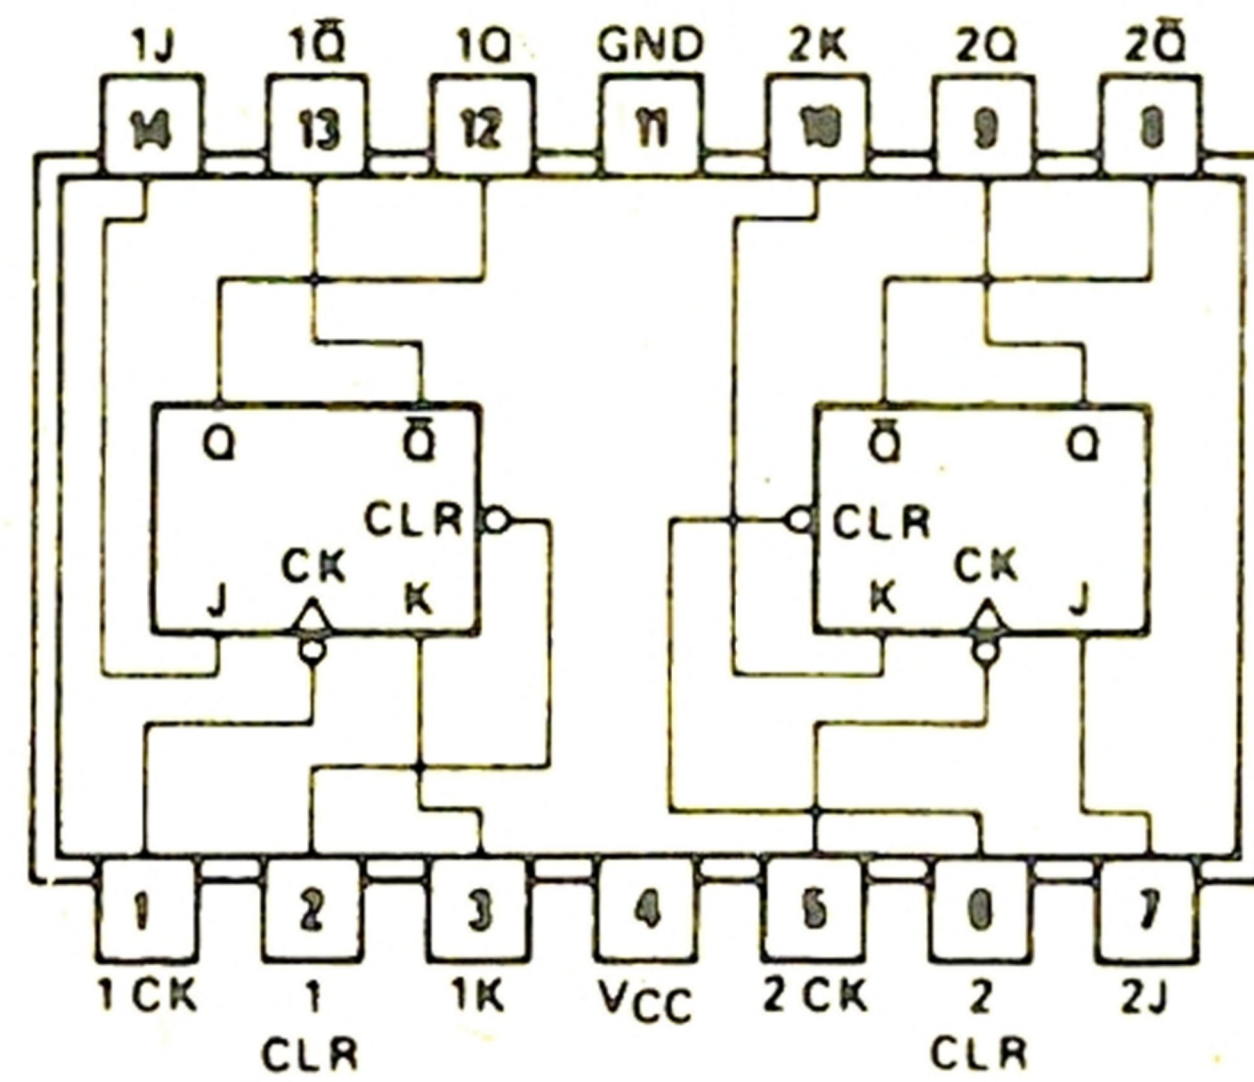 1J 1Q̅ 1Q GND 2K 2Q 2Q̅
14 13 12 11 10 9 8
Q Q̅ Q̅ Q
CLR CLR
CK CK
J K K J
1 2 3 4 5 6 7
1 CK 1 1K VCC 2 CK 2 2J
CLR CLR